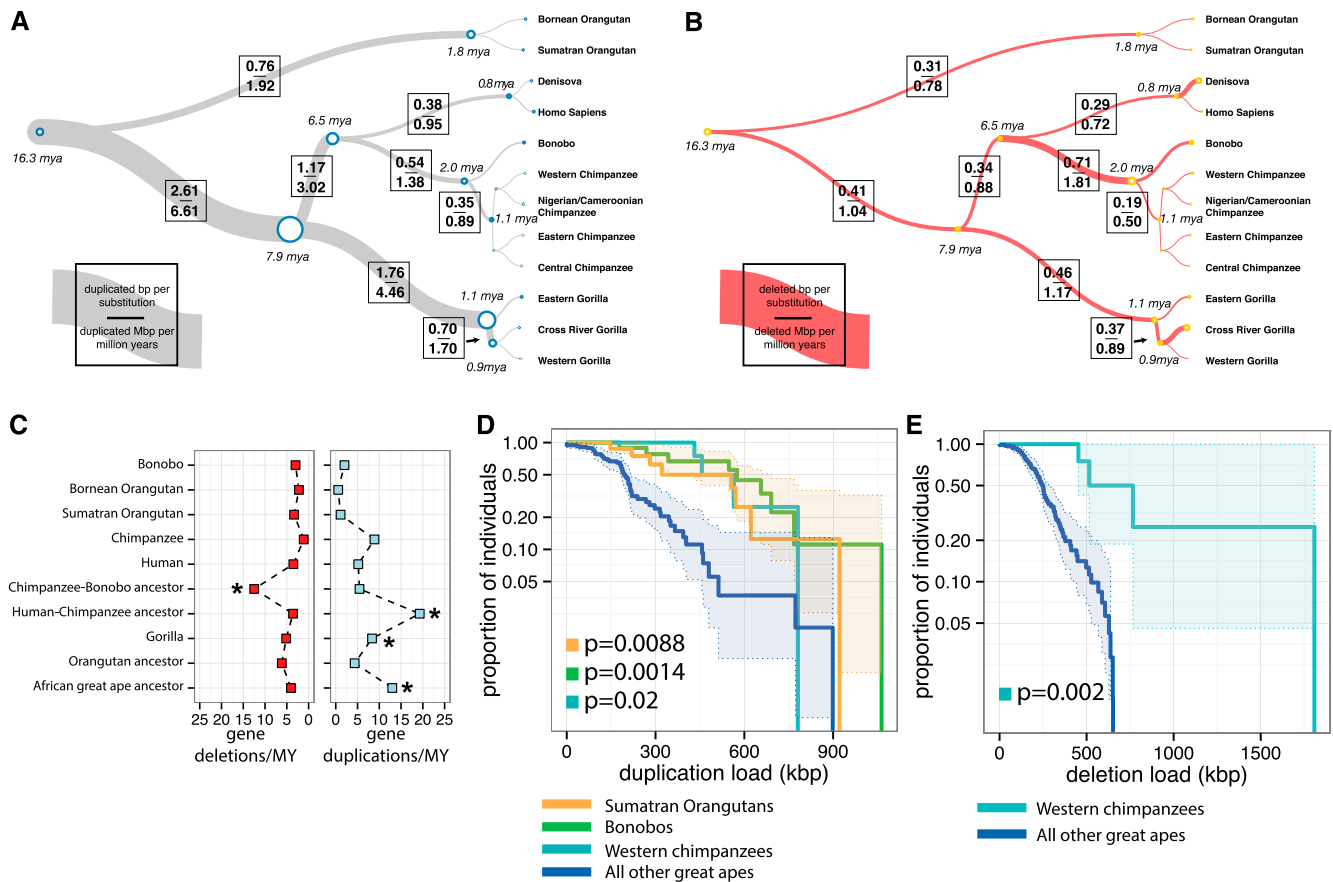 A
Bornean Orangutan
Sumatran Orangutan
1.8 mya
0.76
1.92
Denisova
0.8mya
Homo Sapiens
0.38
0.95
6.5 mya
16.3 mya
Bonobo
2.0 mya
0.54
1.38
1.17
3.02
Western Chimpanzee
Nigerian/Cameroonian
Chimpanzee
0.35
0.89
1.1 mya
2.61
6.61
Eastern Chimpanzee
Central Chimpanzee
7.9 mya
1.76
4.46
1.1 mya
Eastern Gorilla
Cross River Gorilla
0.70
1.70
0.9mya
Western Gorilla
duplicated bp per
substitution
duplicated Mbp per
million years
B
Bornean Orangutan
Sumatran Orangutan
1.8 mya
0.31
0.78
Denisova
0.8 mya
Homo Sapiens
0.29
0.72
6.5 mya
16.3 mya
Bonobo
2.0 mya
0.71
1.81
0.34
0.88
Western Chimpanzee
Nigerian/Cameroonian
Chimpanzee
0.19
0.50
1.1 mya
0.41
1.04
Eastern Chimpanzee
Central Chimpanzee
7.9 mya
0.46
1.17
1.1 mya
Eastern Gorilla
Cross River Gorilla
0.37
0.89
0.9mya
Western Gorilla
deleted bp per
substitution
deleted Mbp per
million years
C
Bonobo
Bornean Orangutan
Sumatran Orangutan
Chimpanzee
Human
Chimpanzee-Bonobo ancestor
*
Human-Chimpanzee ancestor
*
Gorilla
*
Orangutan ancestor
African great ape ancestor
*
25 20 15 10 5 0
gene
deletions/MY
0 5 10 15 20 25
gene
duplications/MY
D
proportion of individuals
1.00
0.50
0.20
0.10
0.05
p=0.0088
p=0.0014
p=0.02
0 300 600 900
duplication load (kbp)
Sumatran Orangutans
Bonobos
Western chimpanzees
All other great apes
E
proportion of individuals
1.00
0.50
0.20
0.10
0.05
p=0.002
0 500 1000 1500
deletion load (kbp)
Western chimpanzees
All other great apes